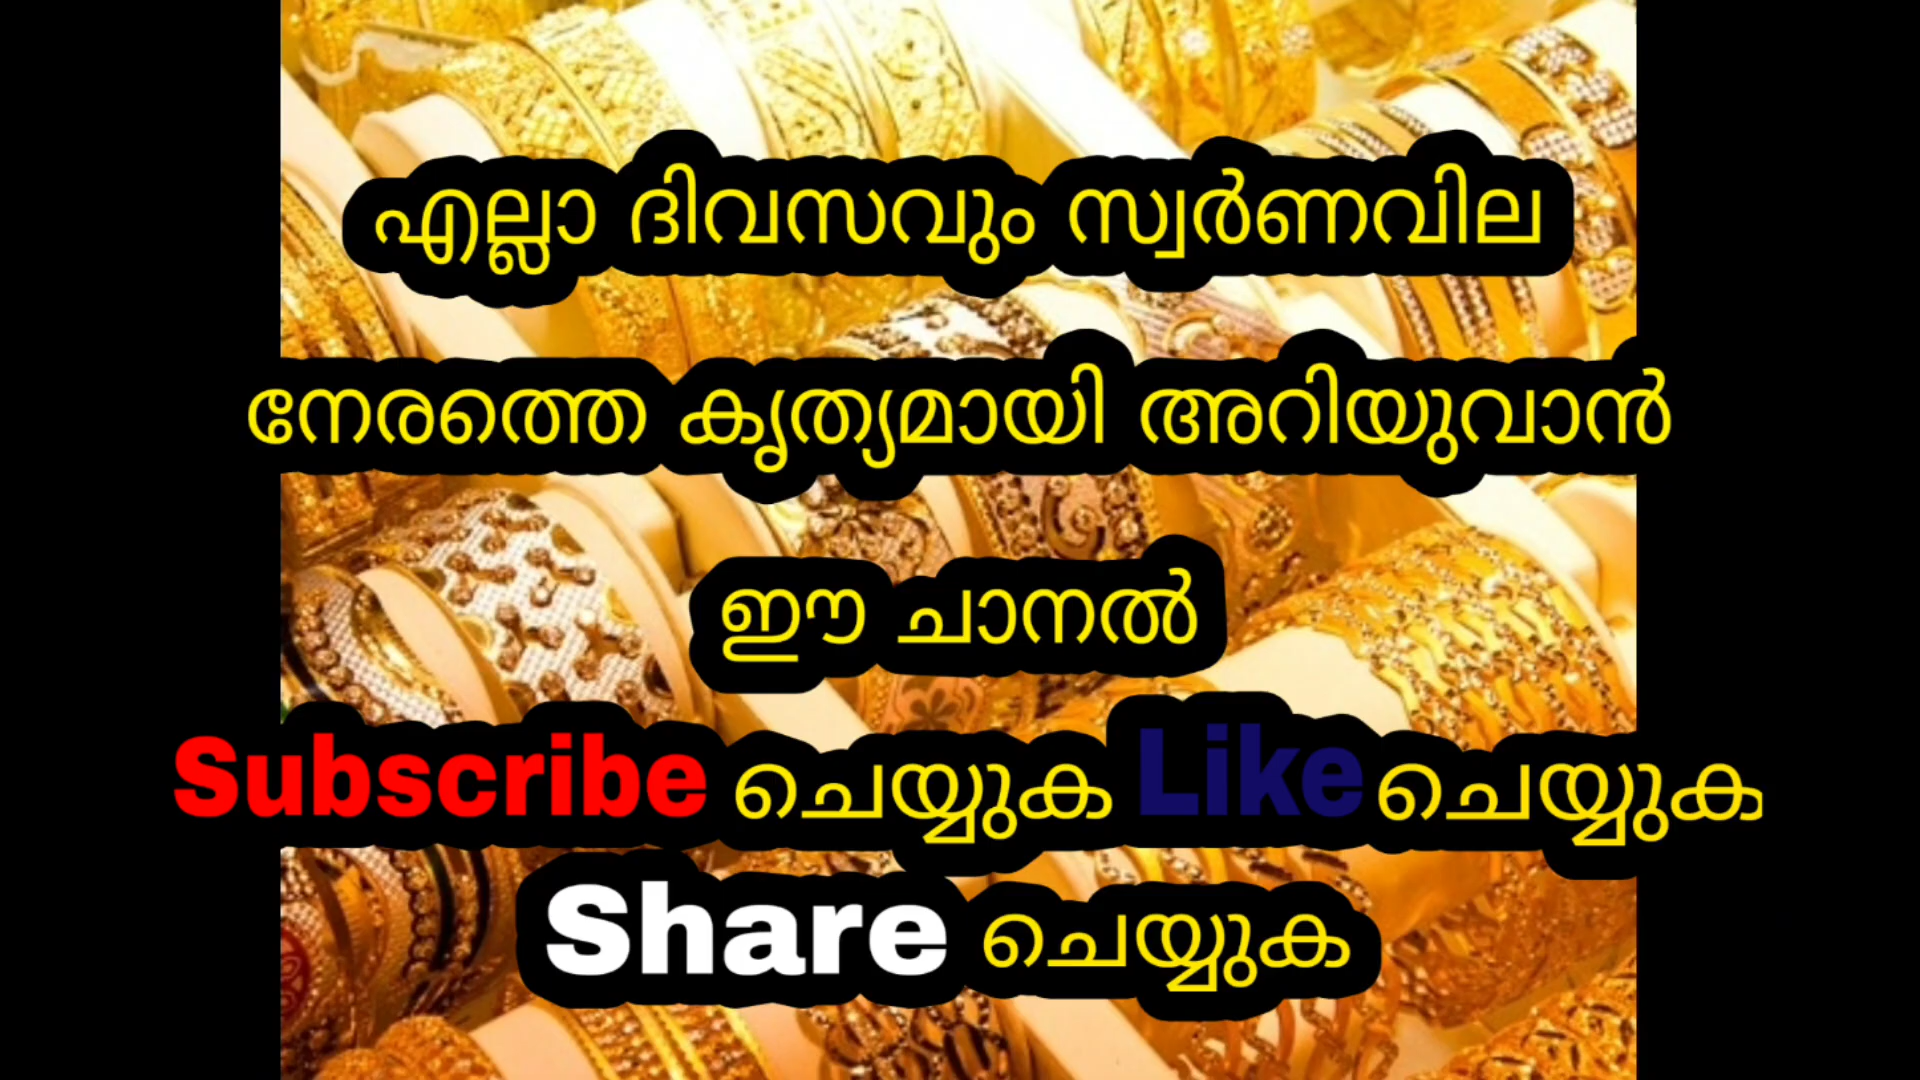 എല്ലാ ദിവസവും സ്വർണവില
നേരത്തെ കൃത്യമായി അറിയുവാൻ
ഈ ചാനൽ
Subscribe ചെയ്യുക Like ചെയ്യുക
Share ചെയ്യുക